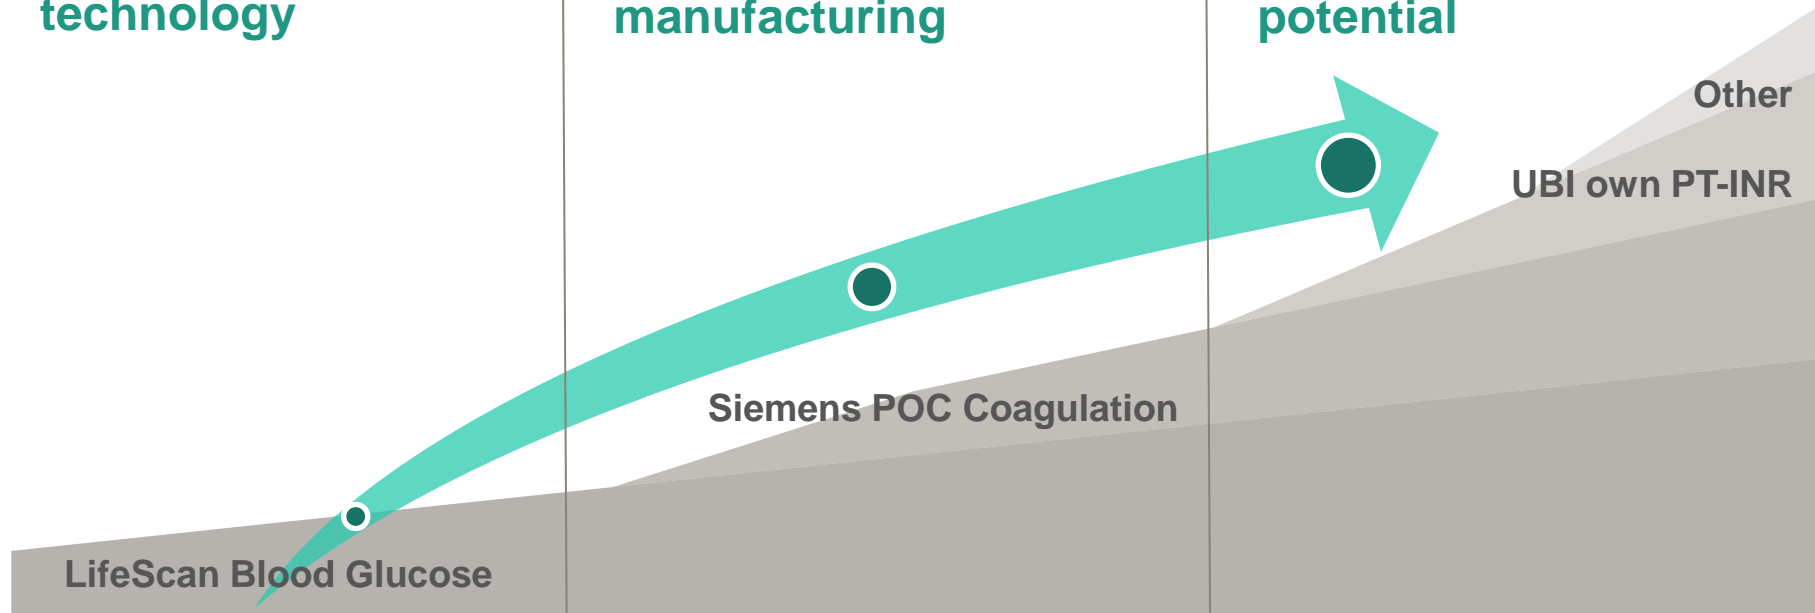 technology
manufacturing
potential
Other
UBI own PT-INR
Siemens POC Coagulation
LifeScan Blood Glucose